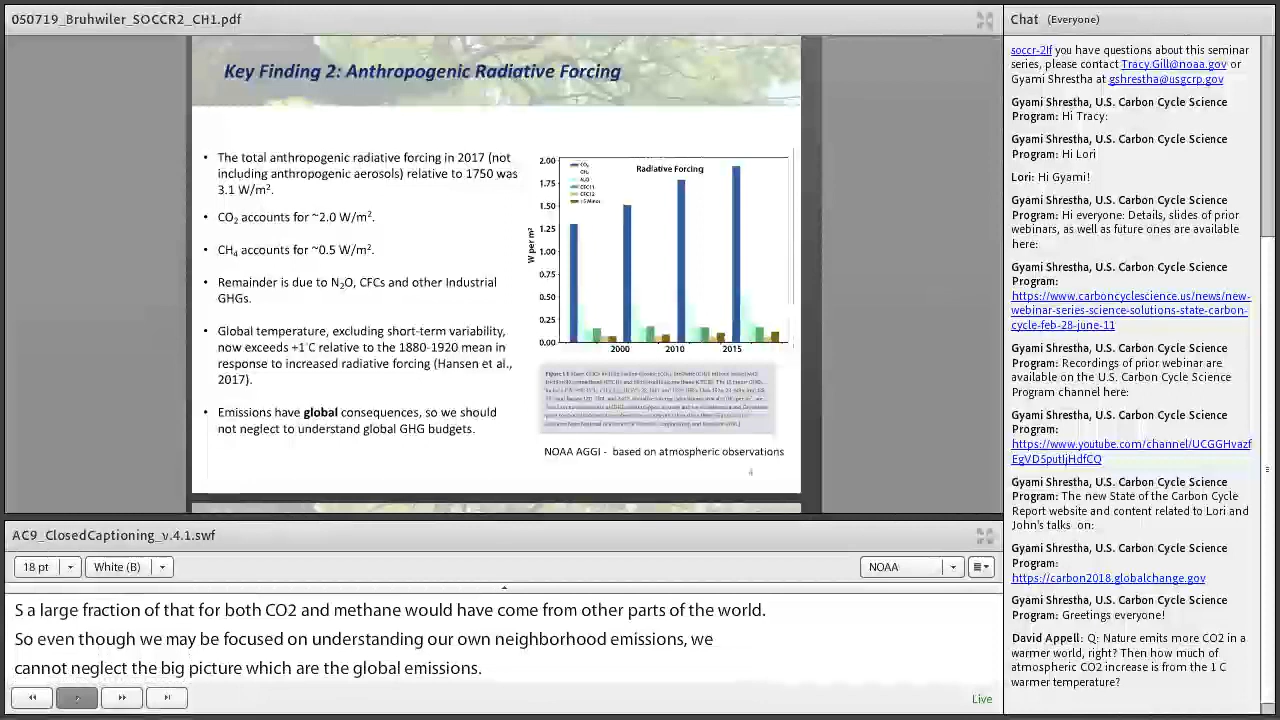 050719_Bruhwiler_SOCCR2_CH1.pdf
Key Finding 2: Anthropogenic Radiative Forcing
• The total anthropogenic radiative forcing in 2017 (not
including anthropogenic aerosols) relative to 1750 was
3.1 W/m².
• CO₂ accounts for ~2.0 W/m².
• CH₄ accounts for ~0.5 W/m².
• Remainder is due to N₂O, CFCs and other Industrial
GHGs.
• Global temperature, excluding short-term variability,
now exceeds +1°C relative to the 1880-1920 mean in
response to increased radiative forcing (Hansen et al.,
2017).
• Emissions have global consequences, so we should
not neglect to understand global GHG budgets.
Radiative Forcing
W per m²
2.00
1.75
1.50
1.25
1.00
0.75
0.50
0.25
0.00
CO₂
CH₄
N₂O
CFC11
CFC12
15 Minor
2000 2010 2015
NOAA AGGI - based on atmospheric observations
4
AC9_ClosedCaptioning_v.4.1.swf
18 pt
White (B)
NOAA
S a large fraction of that for both CO2 and methane would have come from other parts of the world.
So even though we may be focused on understanding our own neighborhood emissions, we
cannot neglect the big picture which are the global emissions.
Live
Chat (Everyone)
soccr-2If you have questions about this seminar
series, please contact Tracy.Gill@noaa.gov or
Gyami Shrestha at gshrestha@usgcrp.gov
Gyami Shrestha, U.S. Carbon Cycle Science
Program: Hi Tracy:
Gyami Shrestha, U.S. Carbon Cycle Science
Program: Hi Lori
Lori: Hi Gyami!
Gyami Shrestha, U.S. Carbon Cycle Science
Program: Hi everyone: Details, slides of prior
webinars, as well as future ones are available
here:
Gyami Shrestha, U.S. Carbon Cycle Science
Program:
https://www.carboncyclescience.us/news/new-
webinar-series-science-solutions-state-carbon-
cycle-feb-28-june-11
Gyami Shrestha, U.S. Carbon Cycle Science
Program: Recordings of prior webinar are
available on the U.S. Carbon Cycle Science
Program channel here:
Gyami Shrestha, U.S. Carbon Cycle Science
Program:
https://www.youtube.com/channel/UCGGHvazf
EgVD5putIjHdfCQ
Gyami Shrestha, U.S. Carbon Cycle Science
Program: The new State of the Carbon Cycle
Report website and content related to Lori and
John's talks on:
Gyami Shrestha, U.S. Carbon Cycle Science
Program:
https://carbon2018.globalchange.gov
Gyami Shrestha, U.S. Carbon Cycle Science
Program: Greetings everyone!
David Appell: Q: Nature emits more CO2 in a
warmer world, right? Then how much of
atmospheric CO2 increase is from the 1 C
warmer temperature?